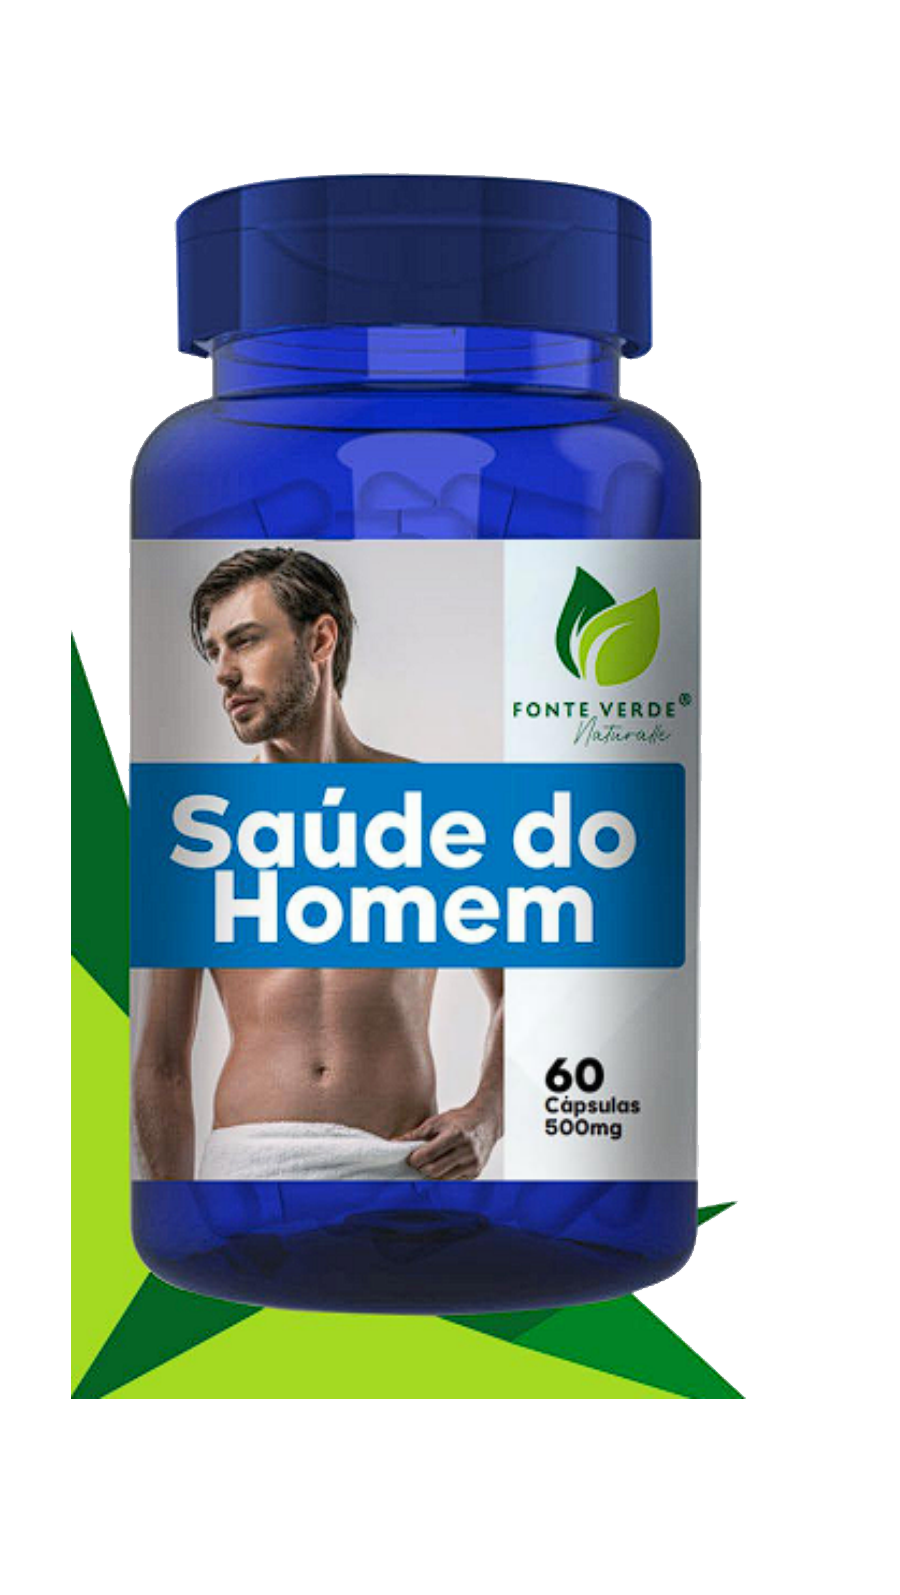 FONTE VERDE®
Naturalle
Saúde do
Homem
60
Cápsulas
500mg